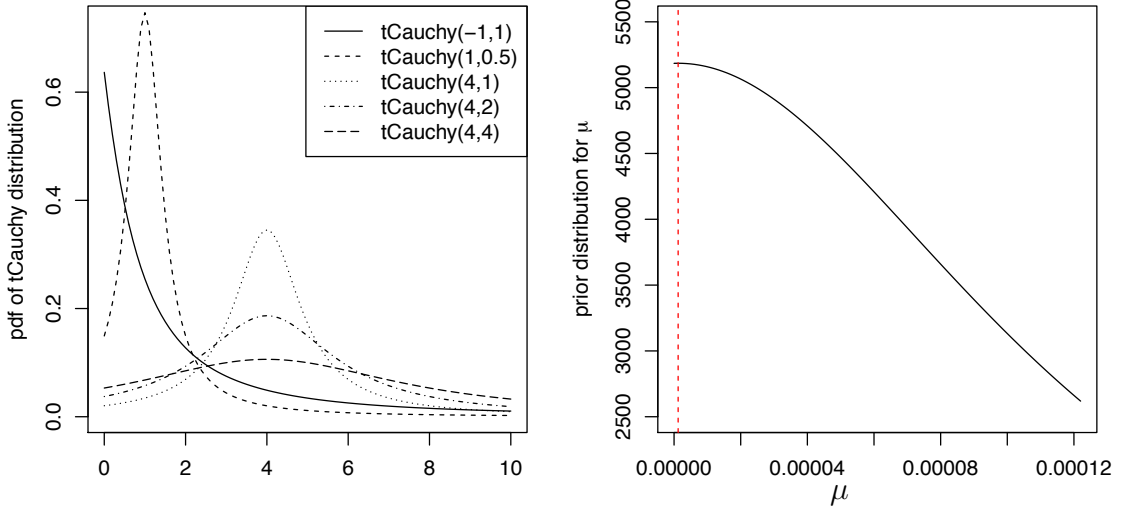 pdf of tCauchy distribution
0.0
0.2
0.4
0.6
tCauchy(−1,1)
tCauchy(1,0.5)
tCauchy(4,1)
tCauchy(4,2)
tCauchy(4,4)
0 2 4 6 8 10
prior distribution for μ
2500
3000
3500
4000
4500
5000
5500
0.00000 0.00004 0.00008 0.00012
μ